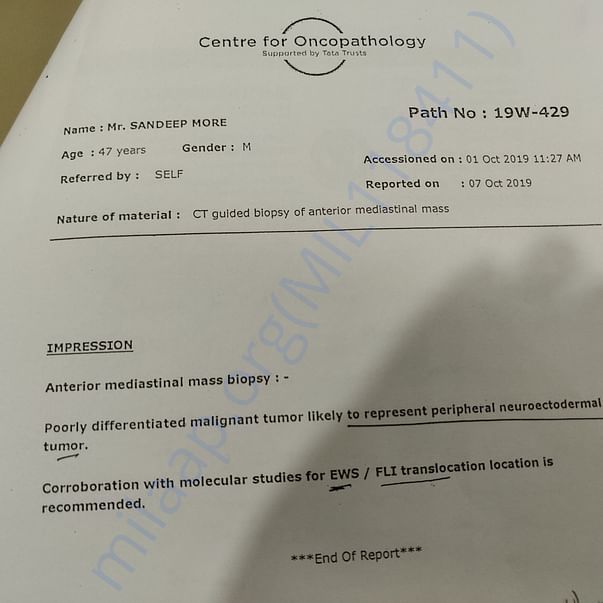 Centre for Oncopathology
Supported by Tata Trusts
Path No : 19W-429
Name : Mr. SANDEEP MORE
Age : 47 years Gender : M
Accessioned on : 01 Oct 2019 11:27 AM
Referred by : SELF
Reported on : 07 Oct 2019
Nature of material : CT guided biopsy of anterior mediastinal mass
IMPRESSION
Anterior mediastinal mass biopsy : -
Poorly differentiated malignant tumor likely to represent peripheral neuroectodermal
tumor.
Corroboration with molecular studies for EWS / FLI translocation location is
recommended.
***End Of Report***
milaap.org(MIL118411)